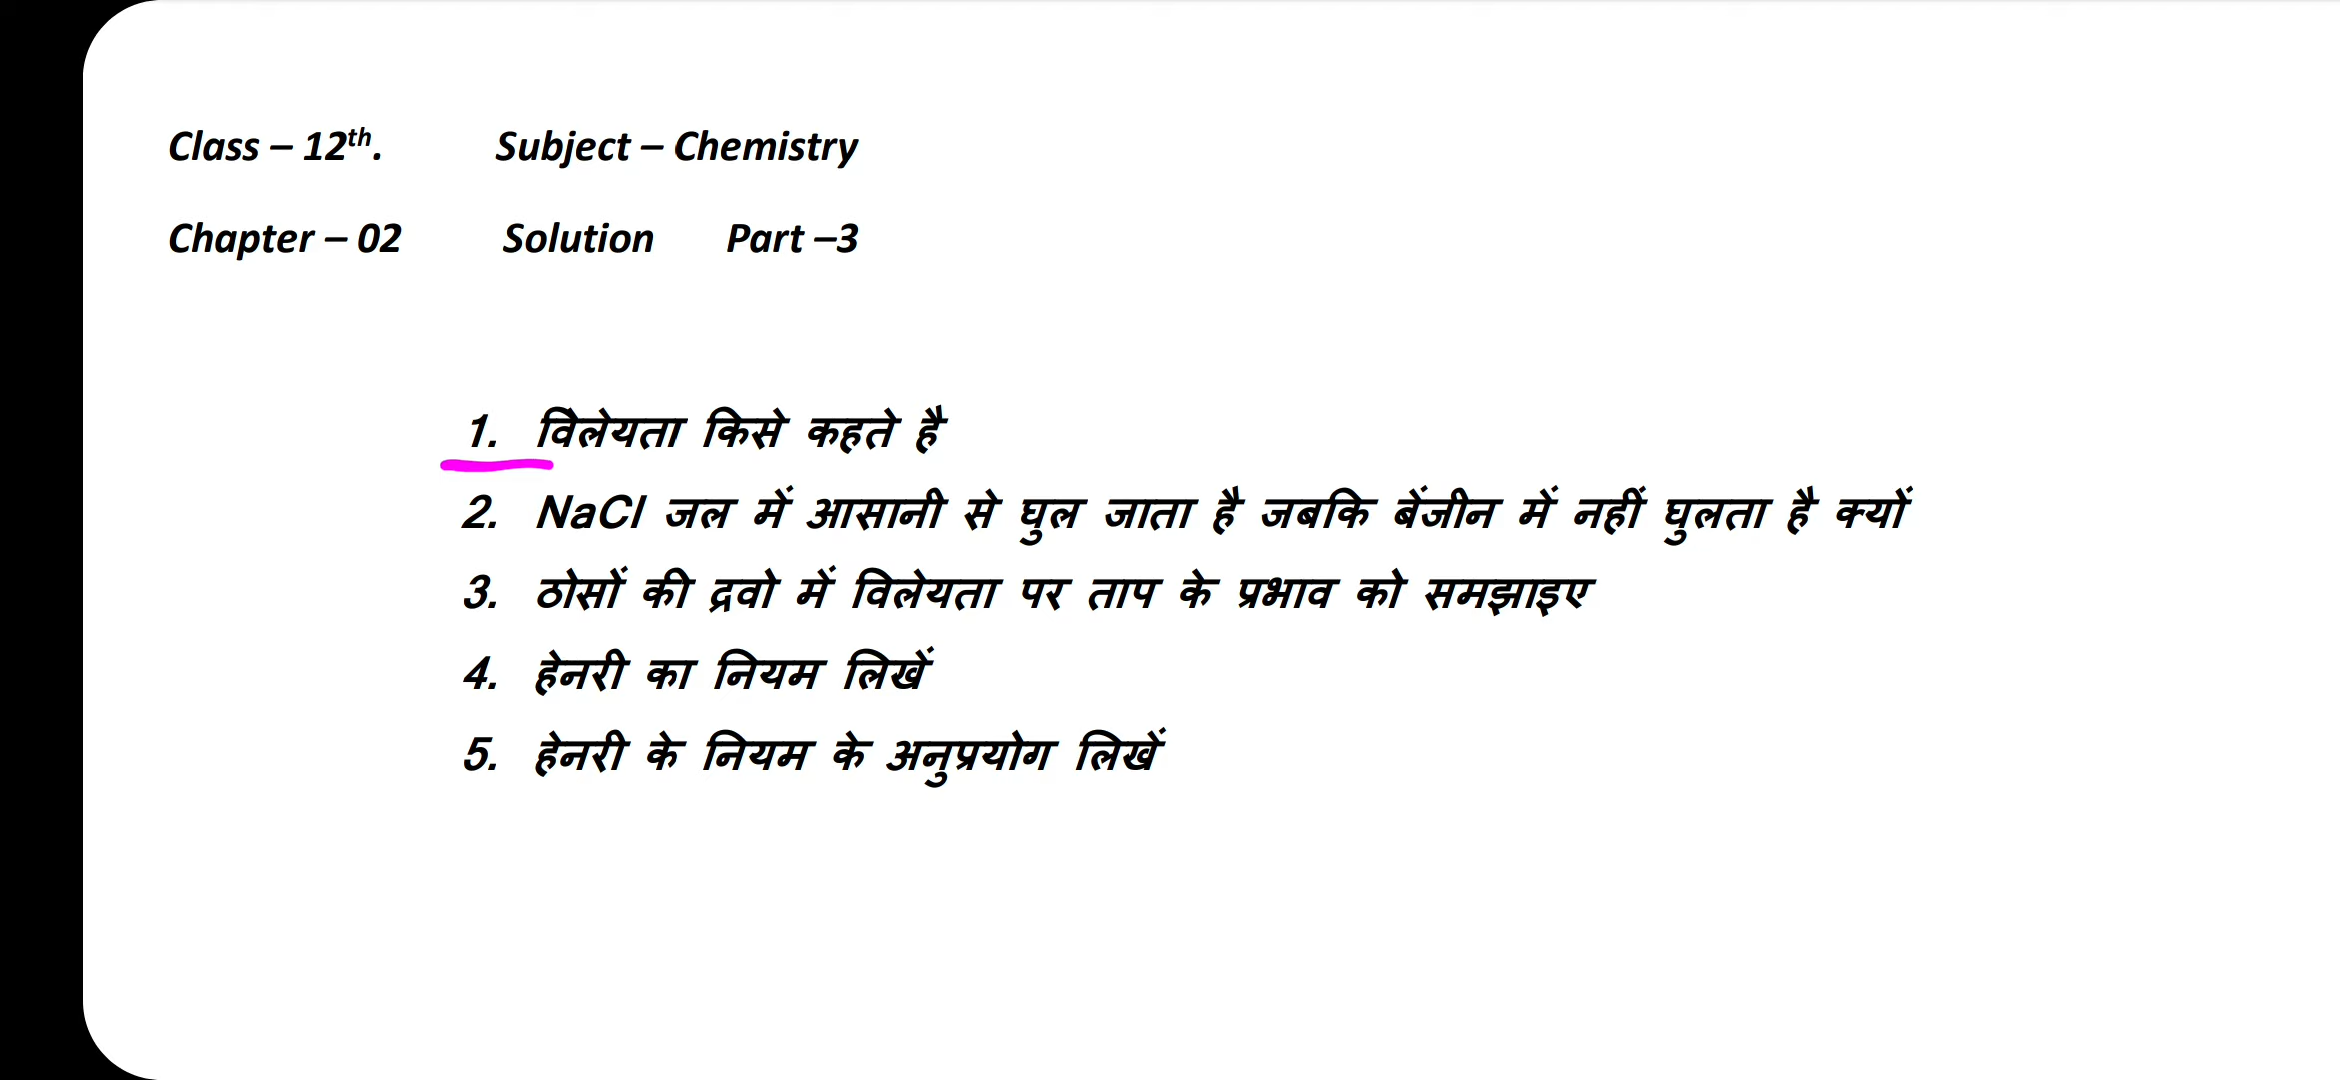 Class – 12th. Subject – Chemistry
Chapter – 02 Solution Part –3
1. विलेयता किसे कहते है
2. NaCl जल में आसानी से घुल जाता है जबकि बेंजीन में नहीं घुलता है क्यों
3. ठोसों की द्रवो में विलेयता पर ताप के प्रभाव को समझाइए
4. हेनरी का नियम लिखें
5. हेनरी के नियम के अनुप्रयोग लिखें